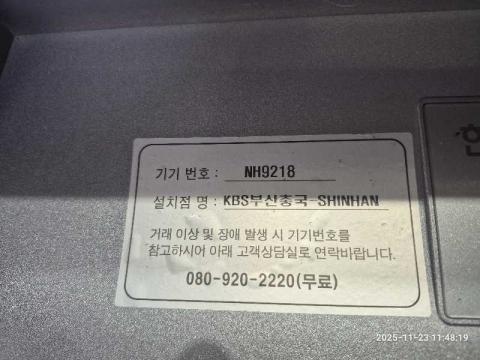 기기 번호 : NH9218
설치점 명 : KBS부산총국-SHINHAN
거래 이상 및 장애 발생 시 기기번호를
참고하시어 아래 고객상담실로 연락바랍니다.
080-920-2220(무료)
2025-11-23 11:48:19